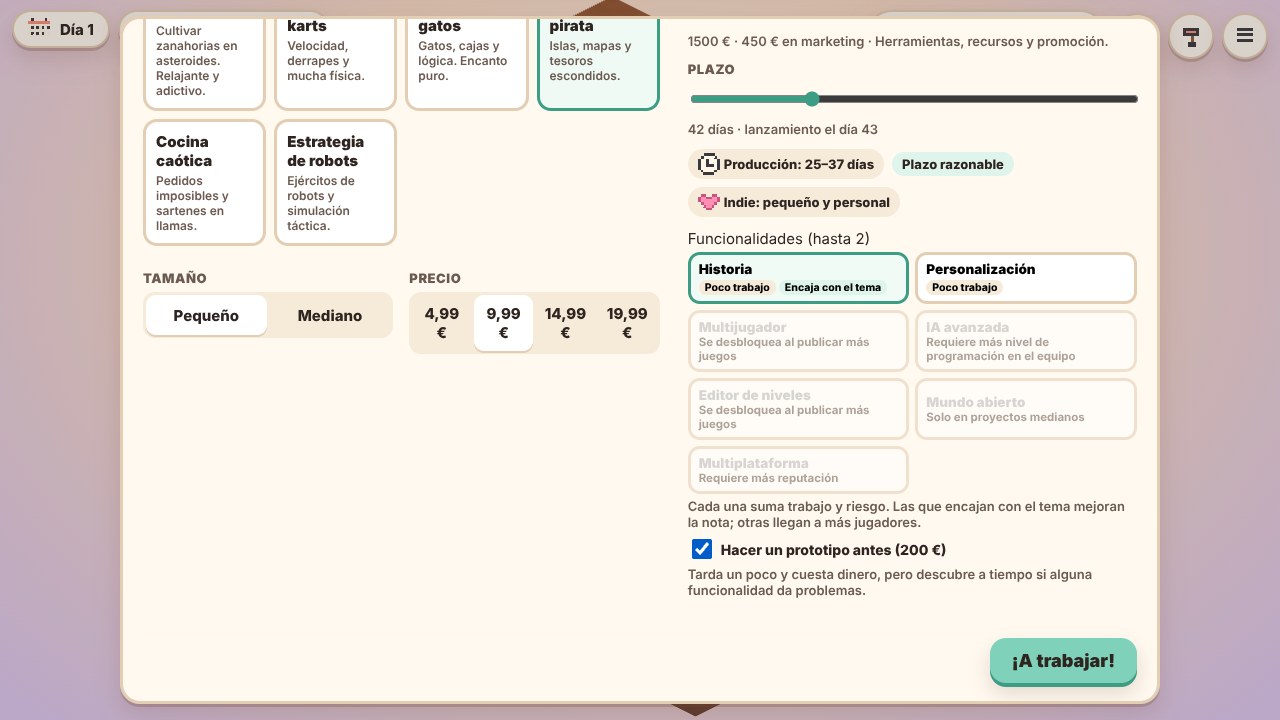 Día 1
Cultivar
zanahorias en
asteroides.
Relajante y
adictivo.
karts
Velocidad,
derrapes y
mucha física.
gatos
Gatos, cajas y
lógica. Encanto
puro.
pirata
Islas, mapas y
tesoros
escondidos.
Cocina
caótica
Pedidos
imposibles y
sartenes en
llamas.
Estrategia
de robots
Ejércitos de
robots y
simulación
táctica.
TAMAÑO
Pequeño
Mediano
PRECIO
4,99
€
9,99
€
14,99
€
19,99
€
1500 € · 450 € en marketing · Herramientas, recursos y promoción.
PLAZO
42 días · lanzamiento el día 43
Producción: 25–37 días
Plazo razonable
Indie: pequeño y personal
Funcionalidades (hasta 2)
Historia
Poco trabajo
Encaja con el tema
Personalización
Poco trabajo
Multijugador
Se desbloquea al publicar más
juegos
IA avanzada
Requiere más nivel de
programación en el equipo
Editor de niveles
Se desbloquea al publicar más
juegos
Mundo abierto
Solo en proyectos medianos
Multiplataforma
Requiere más reputación
Cada una suma trabajo y riesgo. Las que encajan con el tema mejoran
la nota; otras llegan a más jugadores.
Hacer un prototipo antes (200 €)
Tarda un poco y cuesta dinero, pero descubre a tiempo si alguna
funcionalidad da problemas.
¡A trabajar!